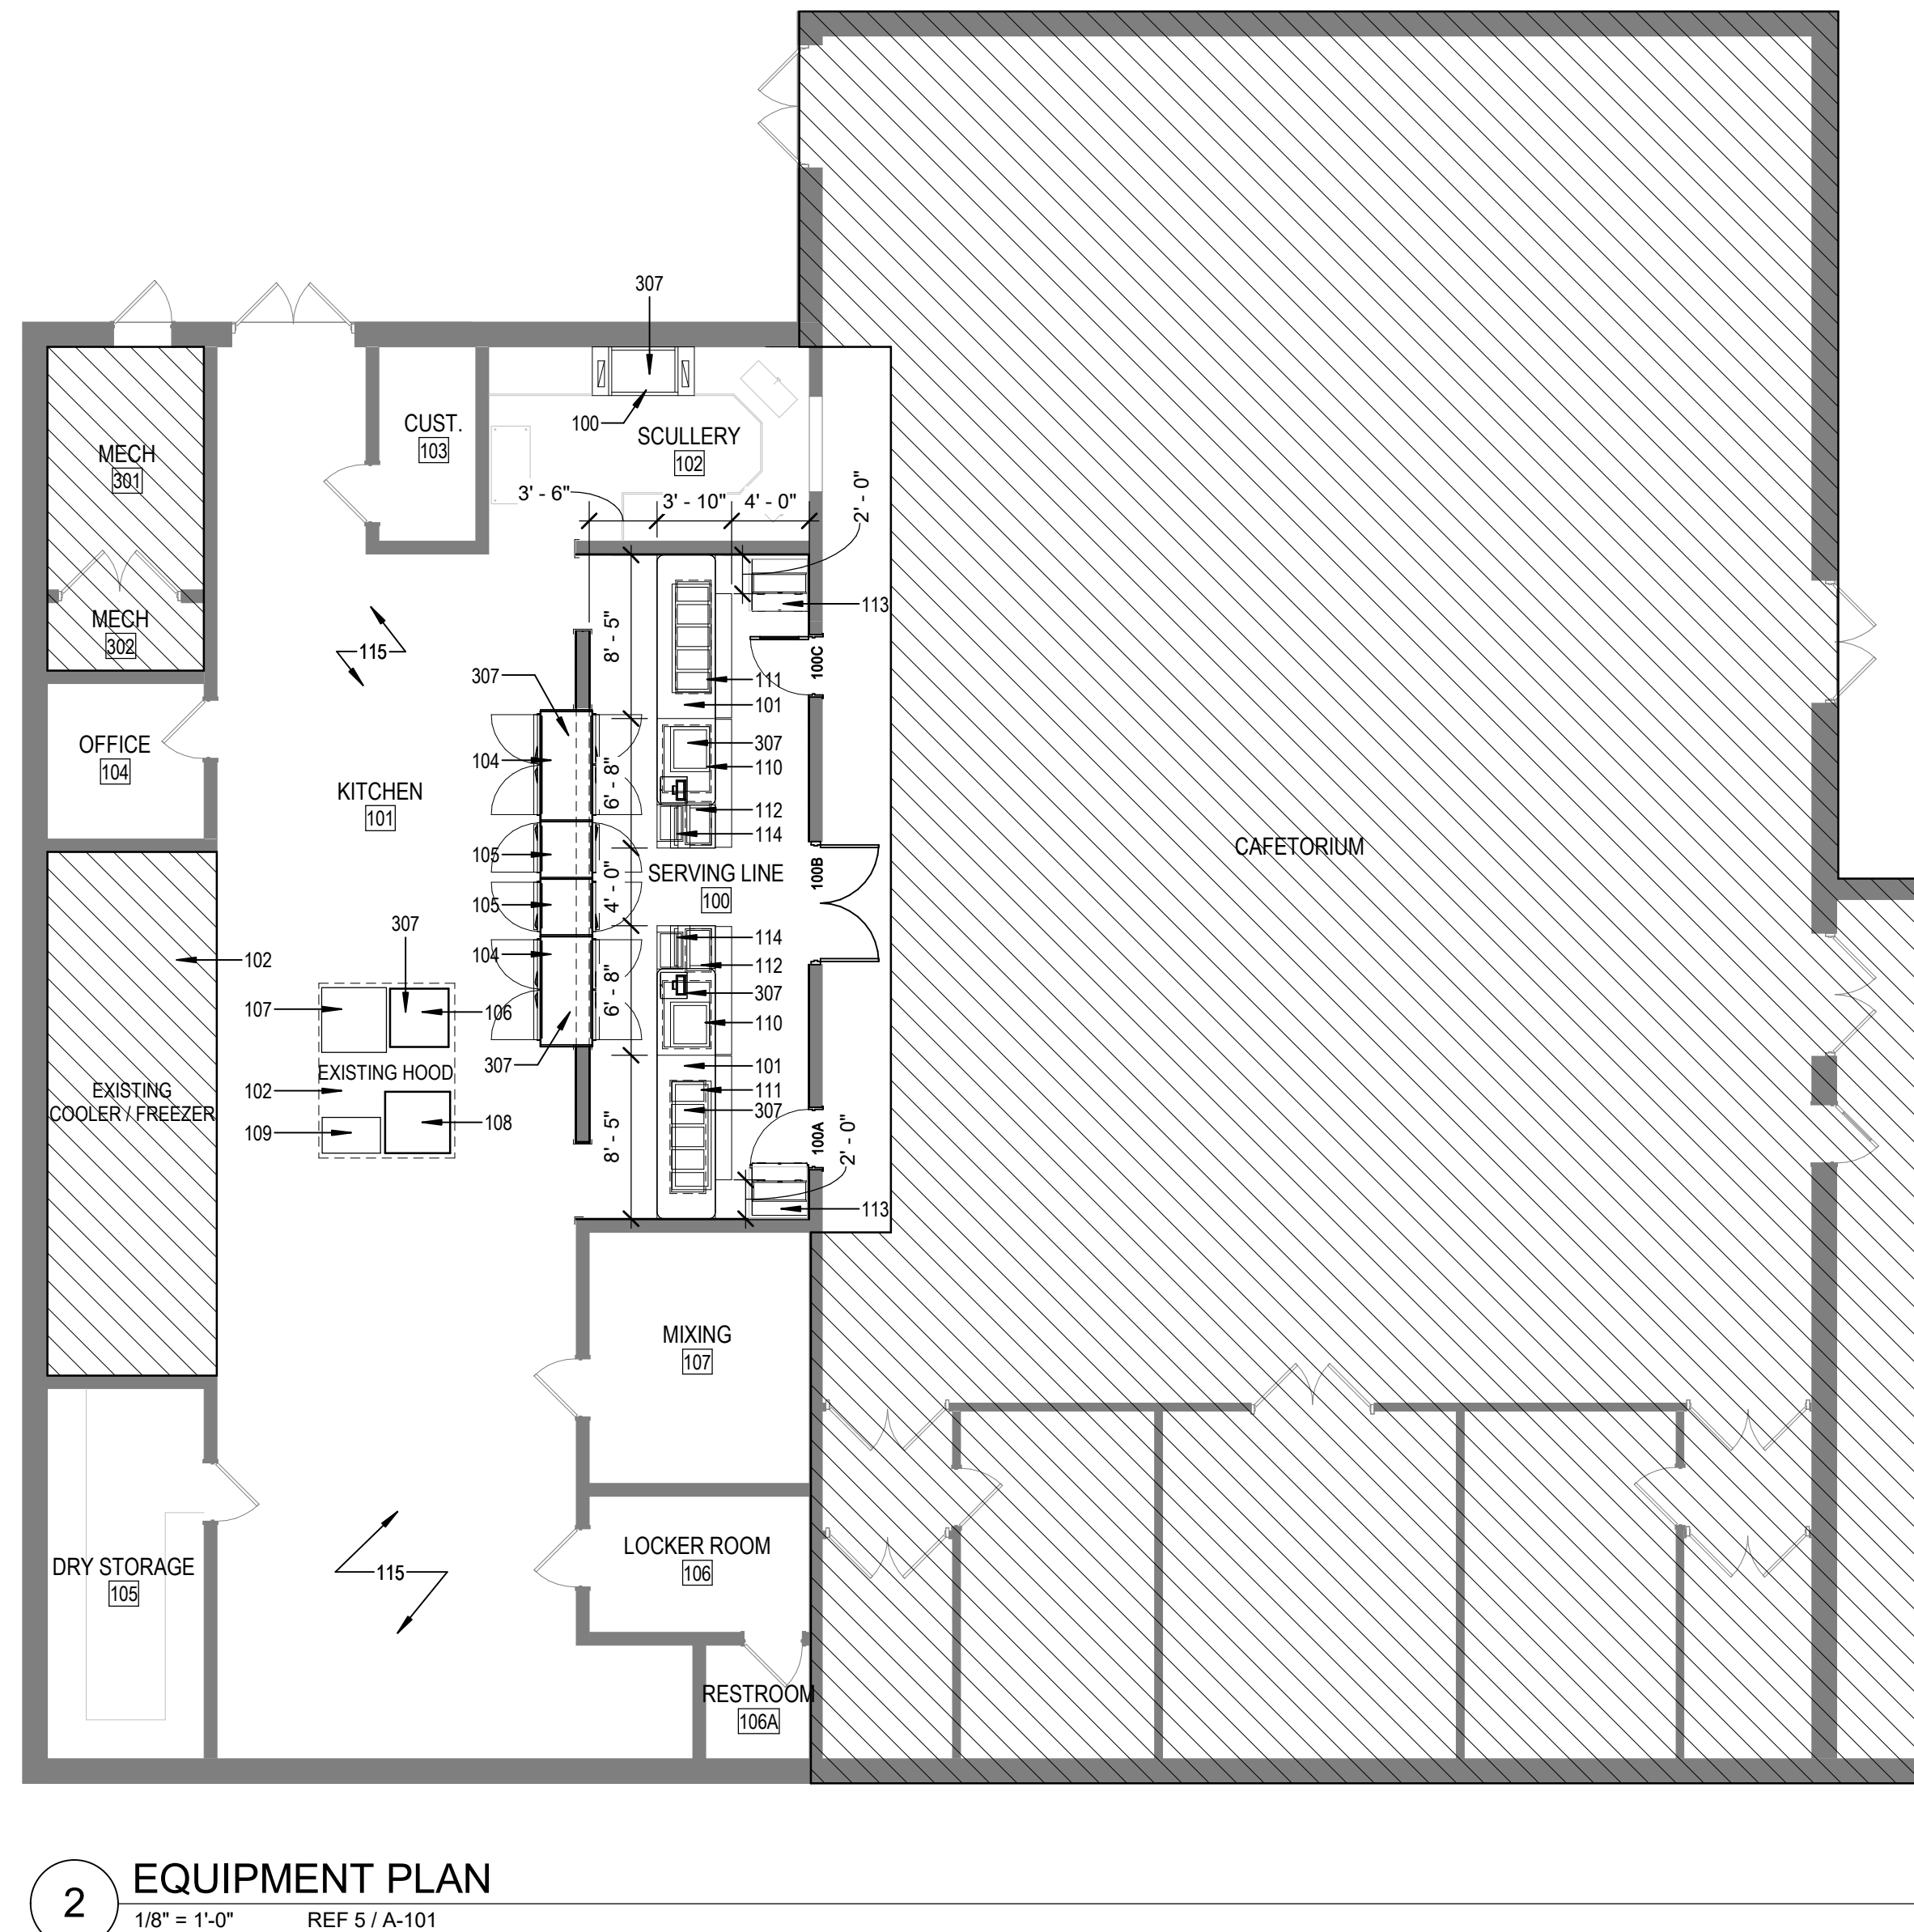 307
100
CUST.
103
SCULLERY
102
MECH
301
3' - 6"
3' - 10"
4' - 0"
2' - 0"
MECH
302
115
8' - 5"
113
100C
307
111
101
OFFICE
104
104
6' - 8"
307
110
KITCHEN
101
112
114
105
SERVING LINE
100
100B
CAFETORIUM
105
4' - 0"
307
104
114
102
112
107
106
6' - 8"
307
110
307
EXISTING HOOD
101
102
111
307
EXISTING
COOLER / FREEZER
109
108
8' - 5"
100A
2' - 0"
113
MIXING
107
LOCKER ROOM
106
DRY STORAGE
105
115
RESTROOM
106A
2
EQUIPMENT PLAN
1/8" = 1'-0"
REF 5 / A-101